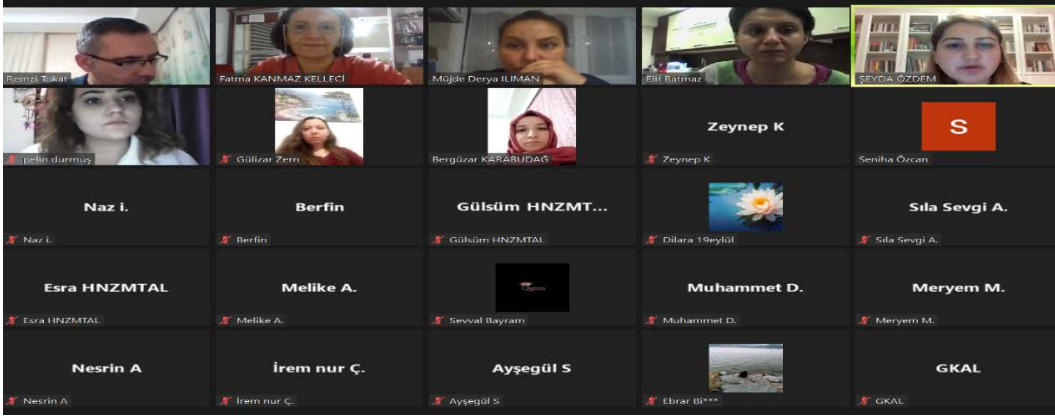 Remzi Tokat
Fatma KANMAZ KELLECİ
Müjde Derya ILIMAN
Elif Batmaz
ŞEYDA ÖZDEM
pelin durmuş
Gülizar Zern
Bergüzar KARABUDAĞ
Zeynep K
Zeynep K
S
Seniha Özcan
Naz i.
Naz i.
Berfin
Berfin
Gülsüm HNZMT...
Gülsüm HNZMTAL
Dilara 19eylül
Sıla Sevgi A.
Sıla Sevgi A.
Esra HNZMTAL
Esra HNZMTAL
Melike A.
Melike A.
Sevval Bayram
Muhammet D.
Muhammet D.
Meryem M.
Meryem M.
Nesrin A
Nesrin A
İrem nur Ç.
İrem nur Ç.
Ayşegül S
Ayşegül S
Ebrar Bi***
GKAL
GKAL